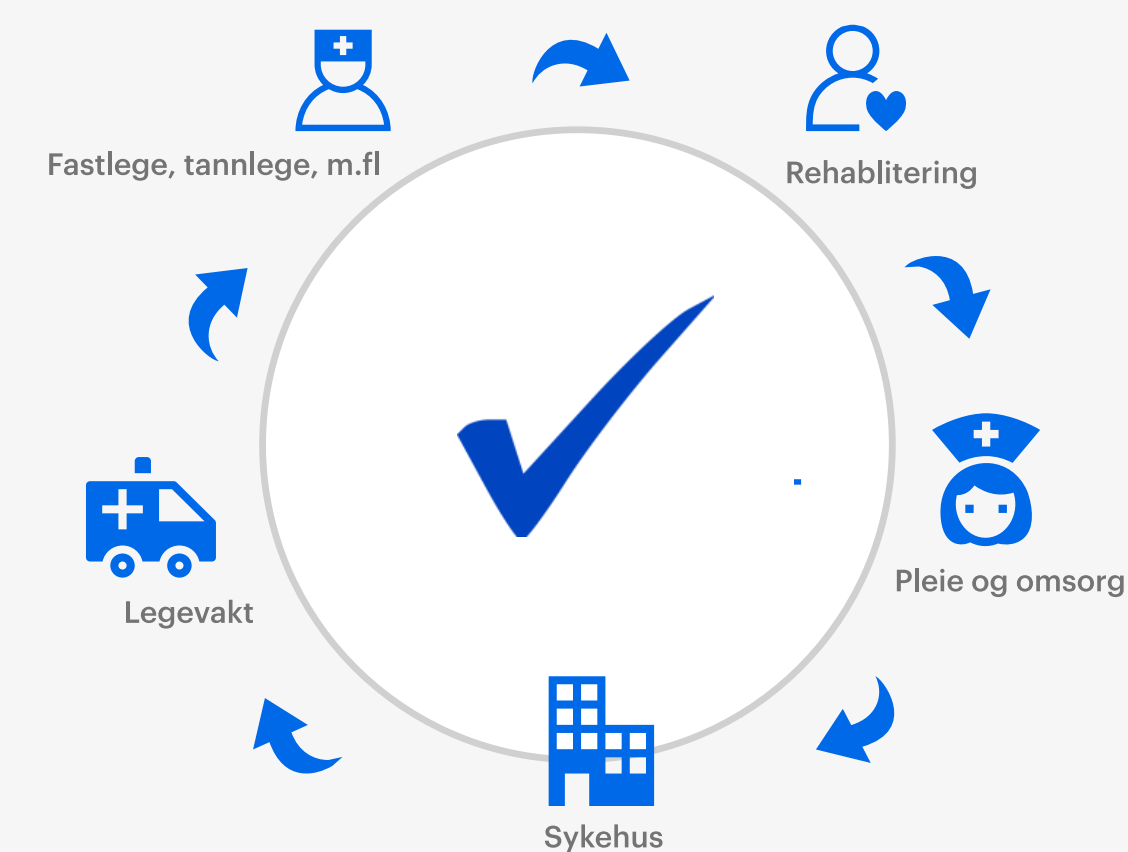 Fastlege, tannlege, m.fl
Rehablitering
Legevakt
Pleie og omsorg
Sykehus